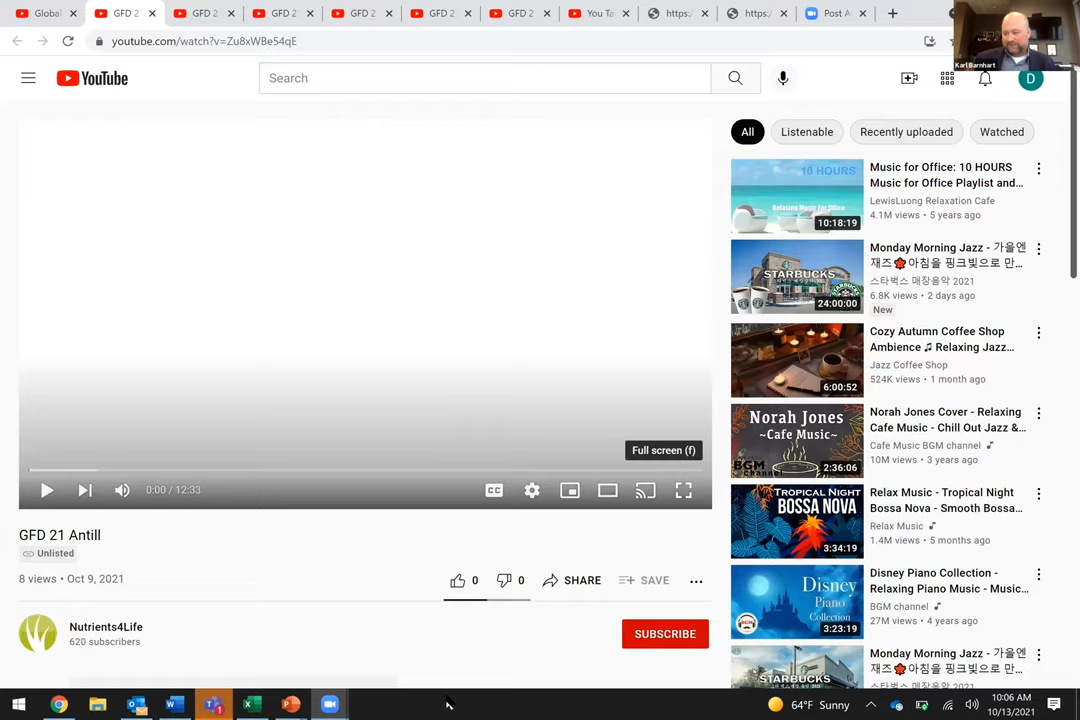 Global
GFD 2
GFD 2
GFD 2
GFD 2
GFD 2
GFD 2
You Ta
https:/
https:/
Post A
youtube.com/watch?v=Zu8xWBe54qE
Karl Barnhart
YouTube
Search
D
All
Listenable
Recently uploaded
Watched
10 HOURS
Relaxing Music For Office
10:18:19
Music for Office: 10 HOURS
Music for Office Playlist and...
LewisLuong Relaxation Cafe
4.1M views • 5 years ago
STARBUCKS
24:00:00
Monday Morning Jazz - 가을엔
재즈🍁아침을 핑크빛으로 만...
스타벅스 매장음악 2021
6.8K views • 2 days ago
New
6:00:52
Cozy Autumn Coffee Shop
Ambience ♫ Relaxing Jazz...
Jazz Coffee Shop
524K views • 1 month ago
Norah Jones
~Cafe Music~
BGM
channel
2:36:06
Norah Jones Cover - Relaxing
Cafe Music - Chill Out Jazz &...
Cafe Music BGM channel
10M views • 3 years ago
TROPICAL NIGHT
BOSSA NOVA
3:34:19
Relax Music - Tropical Night
Bossa Nova - Smooth Bossa...
Relax Music
1.4M views • 5 months ago
Disney
Piano
Collection
BGM
3:23:19
Disney Piano Collection -
Relaxing Piano Music - Music...
BGM channel
27M views • 4 years ago
STARBUCKS
Monday Morning Jazz - 가을엔
재즈🍁아침을 핑크빛으로 만...
Full screen (f)
0:00 / 12:33
CC
GFD 21 Antill
Unlisted
8 views • Oct 9, 2021
0
0
SHARE
SAVE
Nutrients4Life
620 subscribers
SUBSCRIBE
64°F Sunny
10:06 AM
10/13/2021